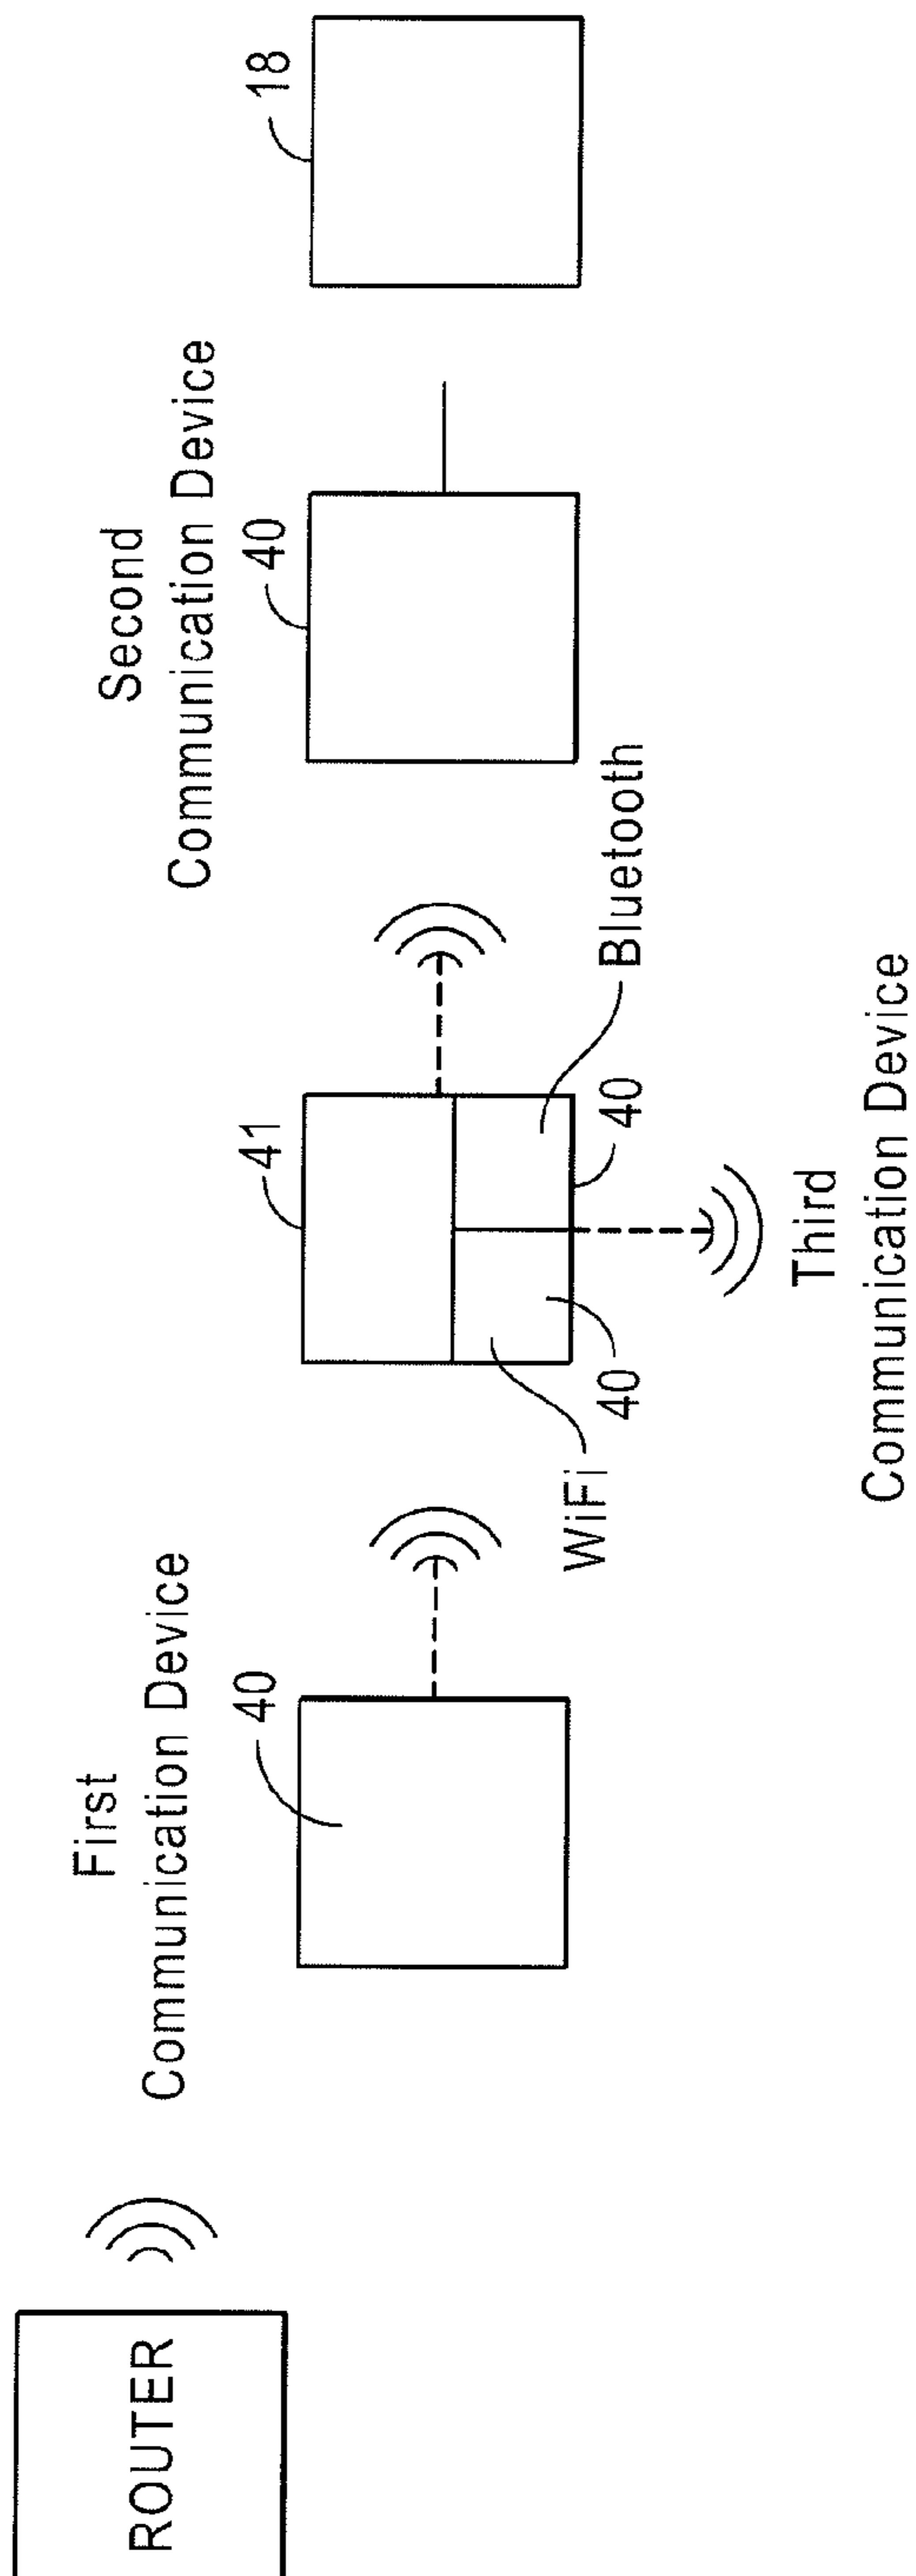 ROUTER
First
Communication Device
40
41
WiFi
40
40
Bluetooth
Third
Communication Device
Second
Communication Device
40
18